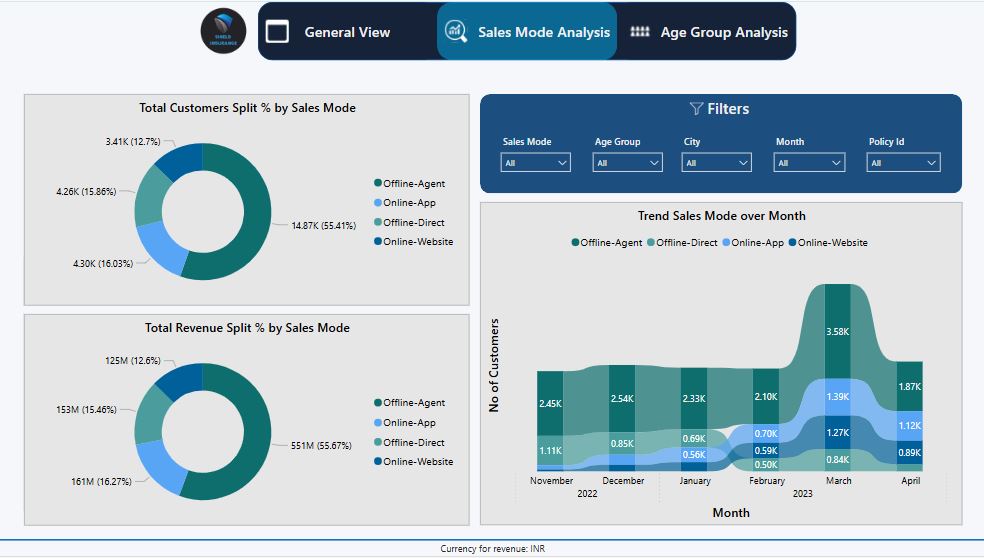 SHIELD
INSURANCE
General View
Sales Mode Analysis
Age Group Analysis
Total Customers Split % by Sales Mode
3.41K (12.7%)
4.26K (15.86%)
4.30K (16.03%)
14.87K (55.41%)
Offline-Agent
Online-App
Offline-Direct
Online-Website
Total Revenue Split % by Sales Mode
125M (12.6%)
153M (15.46%)
161M (16.27%)
551M (55.67%)
Offline-Agent
Online-App
Offline-Direct
Online-Website
Filters
Sales Mode Age Group City Month Policy Id
All All All All All
Trend Sales Mode over Month
Offline-Agent Offline-Direct Online-App Online-Website
No of Customers
2.45K 2.54K 2.33K 2.10K 3.58K 1.87K
1.11K 0.85K 0.69K 0.70K 1.39K 1.12K
0.56K 0.59K 1.27K 0.89K
0.50K 0.84K
November December January February March April
2022 2023
Month
Currency for revenue: INR